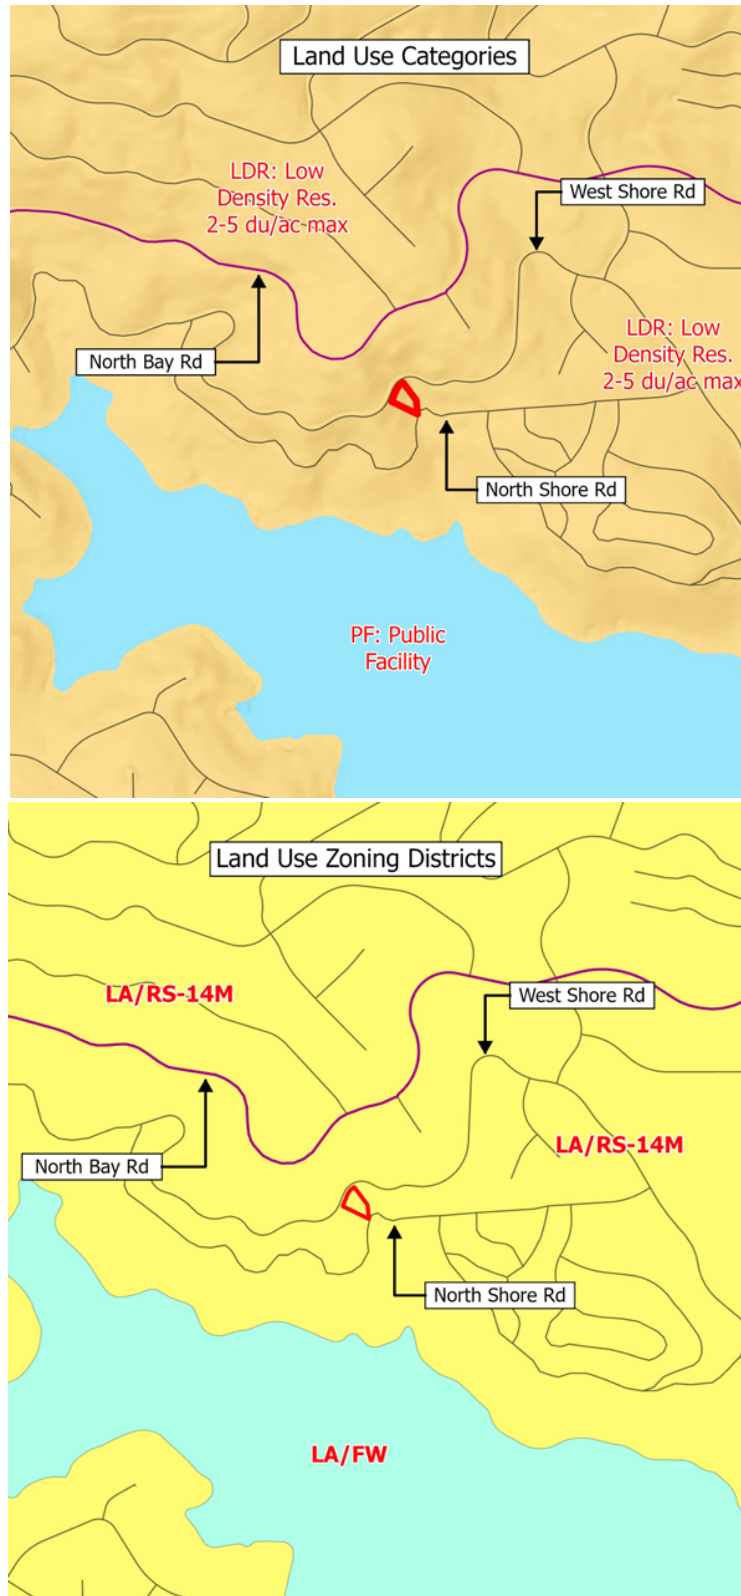 Land Use Categories
LDR: Low
Density Res.
2-5 du/ac max
West Shore Rd
LDR: Low
Density Res.
2-5 du/ac max
North Bay Rd
North Shore Rd
PF: Public
Facility
Land Use Zoning Districts
LA/RS-14M
West Shore Rd
LA/RS-14M
North Bay Rd
North Shore Rd
LA/FW